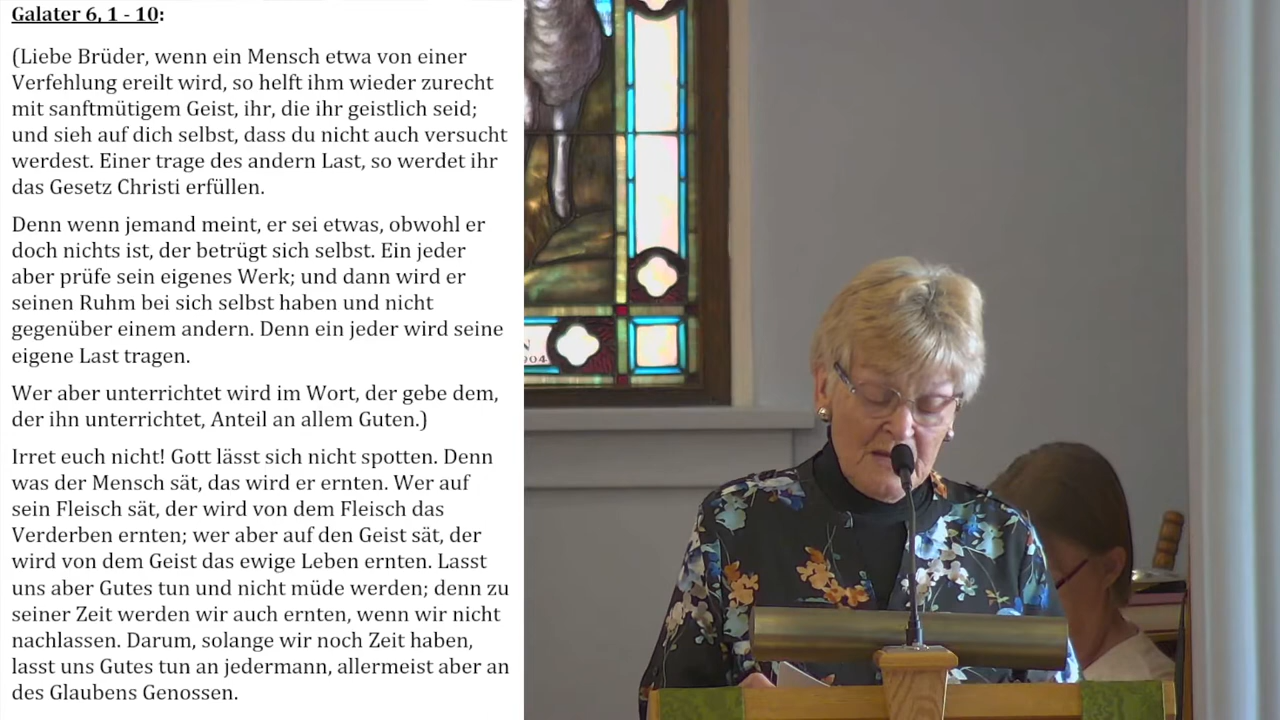 Galater 6, 1 - 10:
(Liebe Brüder, wenn ein Mensch etwa von einer
Verfehlung ereilt wird, so helft ihm wieder zurecht
mit sanftmütigem Geist, ihr, die ihr geistlich seid;
und sieh auf dich selbst, dass du nicht auch versucht
werdest. Einer trage des andern Last, so werdet ihr
das Gesetz Christi erfüllen.
Denn wenn jemand meint, er sei etwas, obwohl er
doch nichts ist, der betrügt sich selbst. Ein jeder
aber prüfe sein eigenes Werk; und dann wird er
seinen Ruhm bei sich selbst haben und nicht
gegenüber einem andern. Denn ein jeder wird seine
eigene Last tragen.
Wer aber unterrichtet wird im Wort, der gebe dem,
der ihn unterrichtet, Anteil an allem Guten.)
Irret euch nicht! Gott lässt sich nicht spotten. Denn
was der Mensch sät, das wird er ernten. Wer auf
sein Fleisch sät, der wird von dem Fleisch das
Verderben ernten; wer aber auf den Geist sät, der
wird von dem Geist das ewige Leben ernten. Lasst
uns aber Gutes tun und nicht müde werden; denn zu
seiner Zeit werden wir auch ernten, wenn wir nicht
nachlassen. Darum, solange wir noch Zeit haben,
lasst uns Gutes tun an jedermann, allermeist aber an
des Glaubens Genossen.